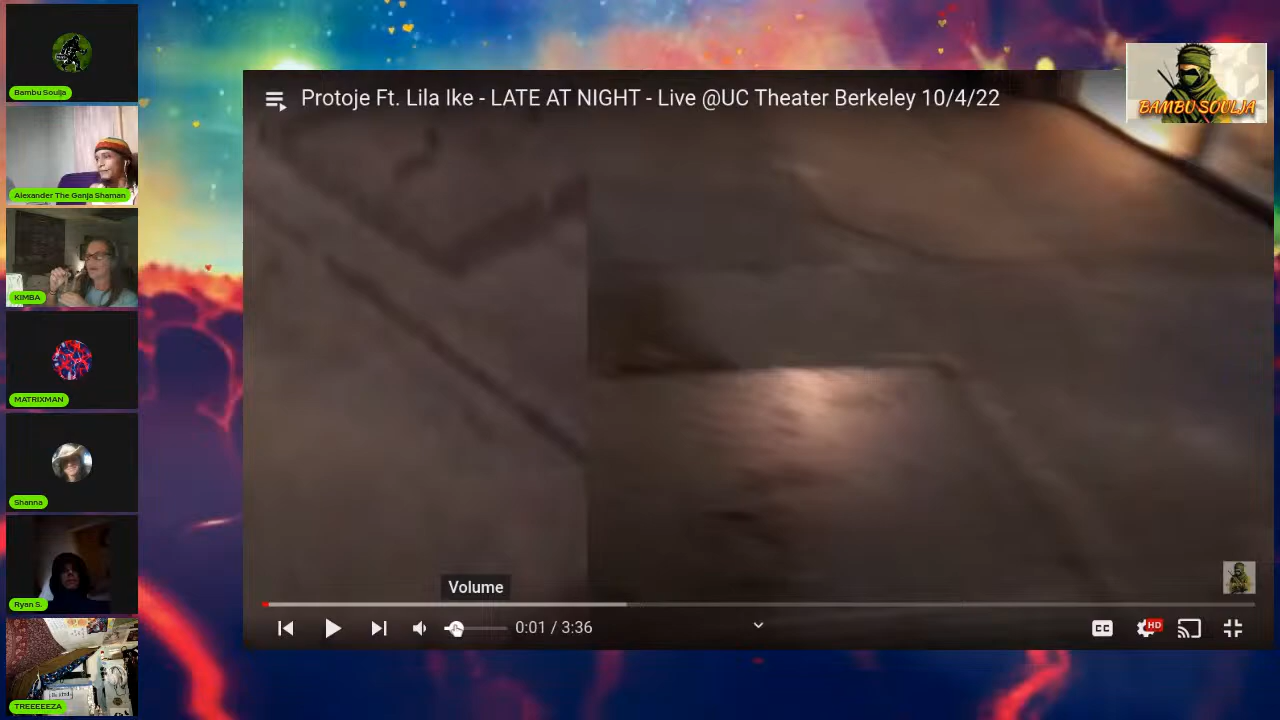 Bambu Soulja
Alexander The Ganja Shaman
KIMBA
MATRIXMAN
Shanna
Ryan S.
TREEEEEZA
Protoje Ft. Lila Ike - LATE AT NIGHT - Live @UC Theater Berkeley 10/4/22
BAMBU SOULJA
Volume
0:01 / 3:36
CC
HD